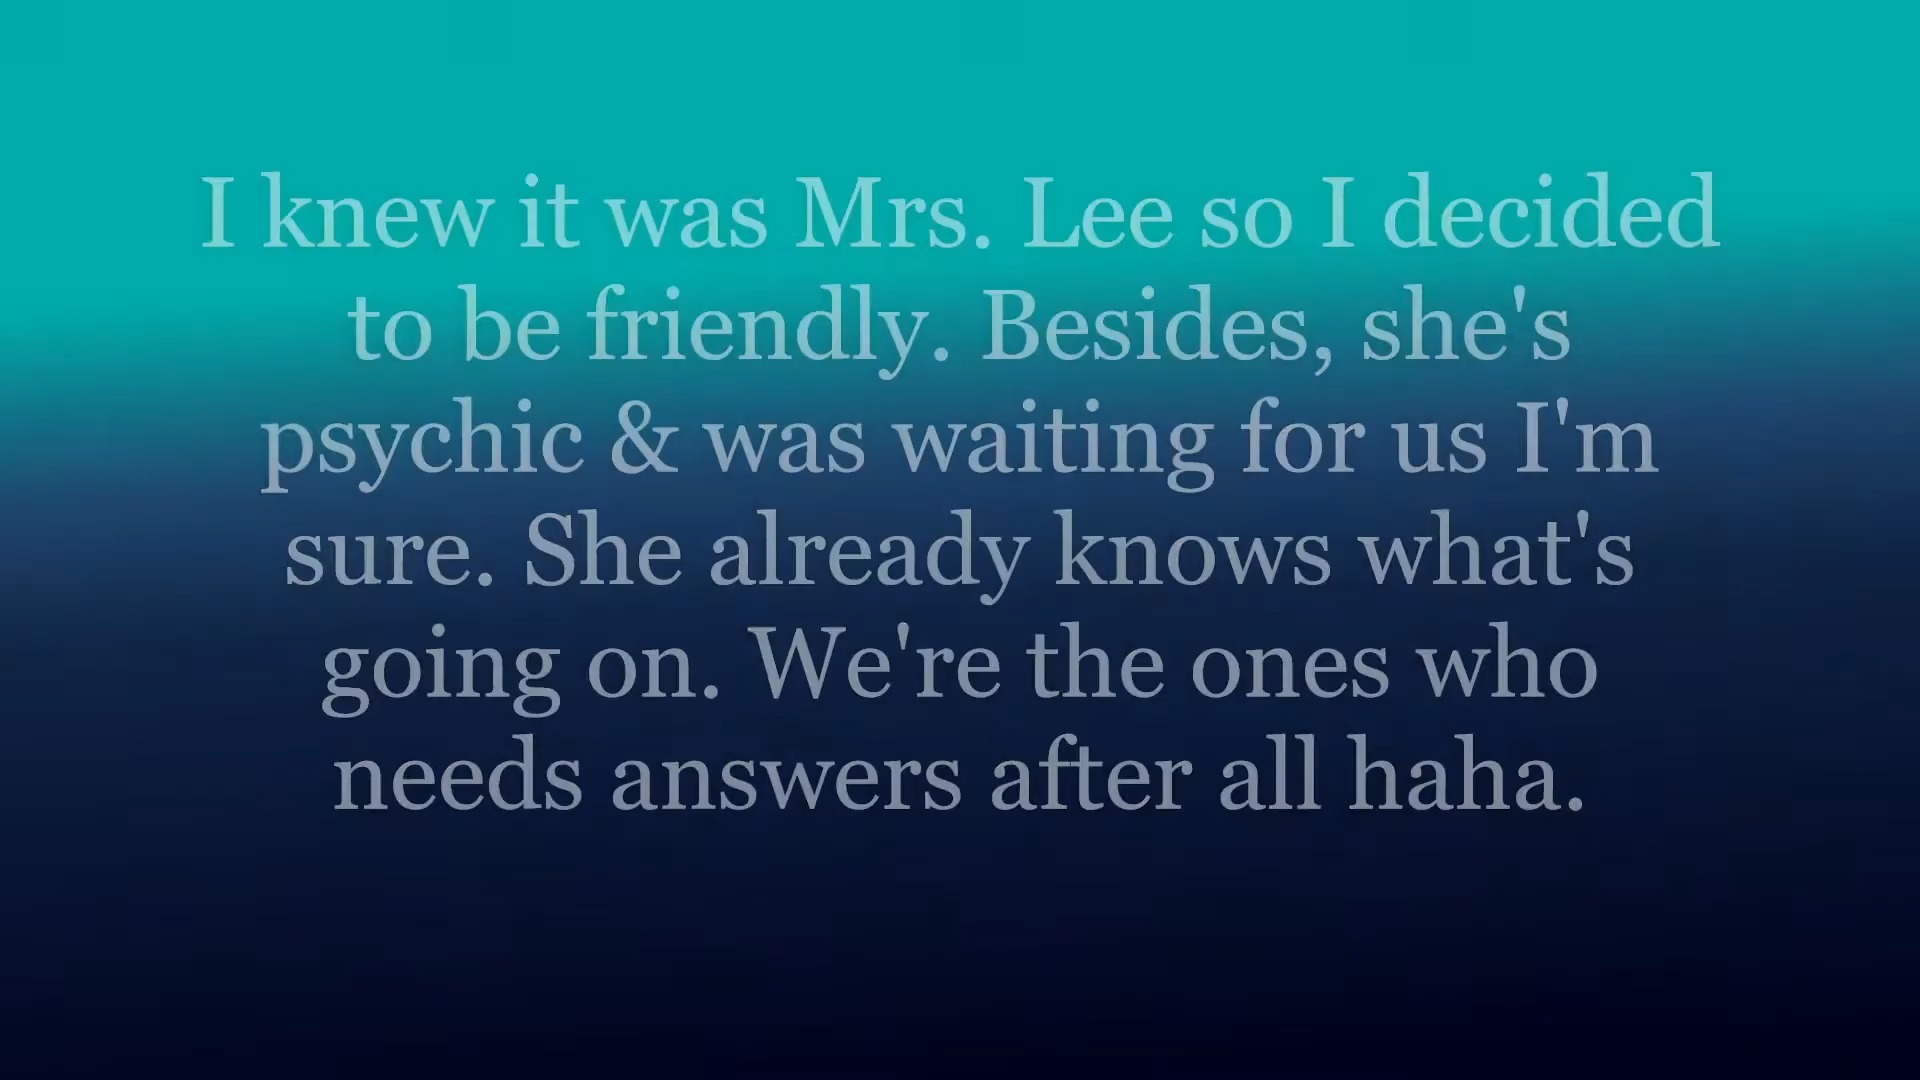 I knew it was Mrs. Lee so I decided
to be friendly. Besides, she's
psychic & was waiting for us I'm
sure. She already knows what's
going on. We're the ones who
needs answers after all haha.